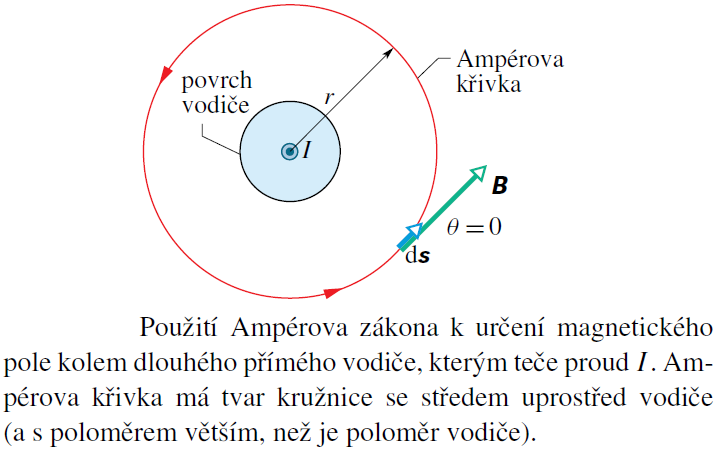 Ampérova
křivka
povrch
vodiče
r
I
B
θ = 0
ds
Použití Ampérova zákona k určení magnetického
pole kolem dlouhého přímého vodiče, kterým teče proud I. Am-
pérova křivka má tvar kružnice se středem uprostřed vodiče
(a s poloměrem větším, než je poloměr vodiče).